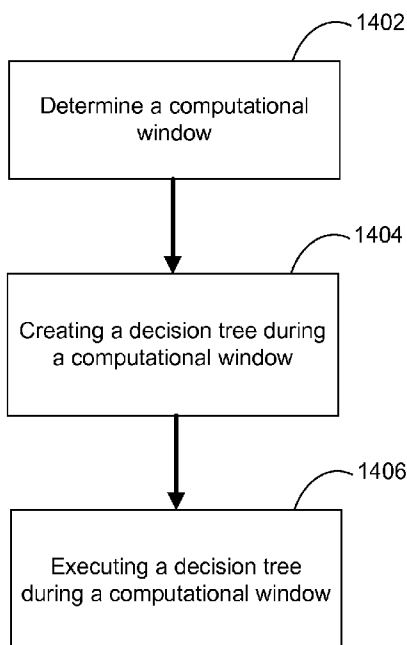 1402
Determine a computational
window
1404
Creating a decision tree during
a computational window
1406
Executing a decision tree
during a computational window